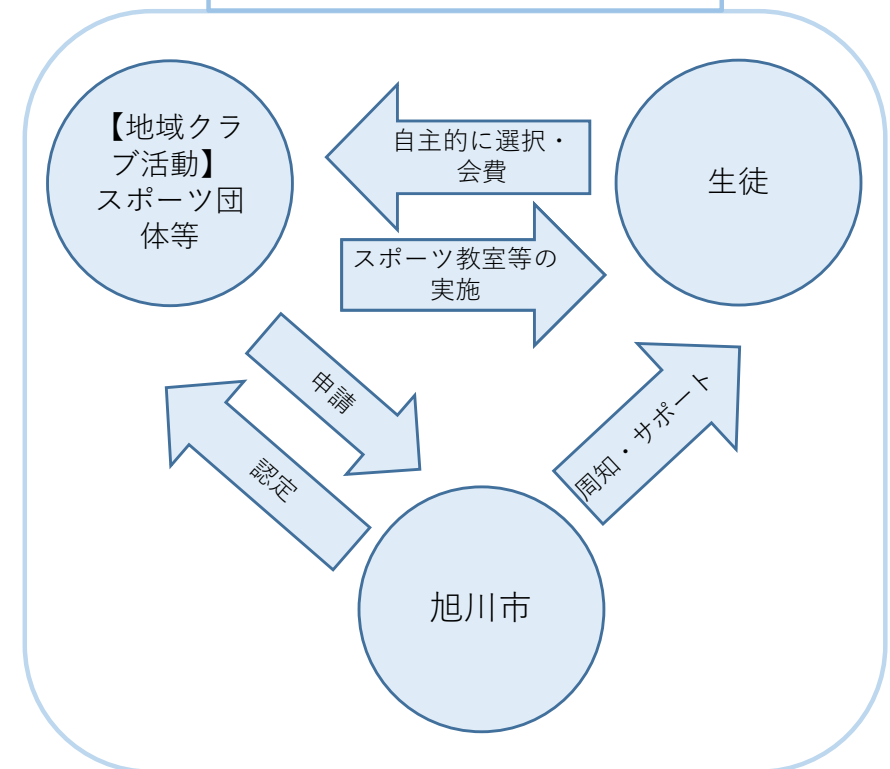 【地域クラ
ブ活動】
スポーツ団
体等
自主的に選択・
会費
生徒
スポーツ教室等の
実施
申請
認定
周知・サポート
旭川市